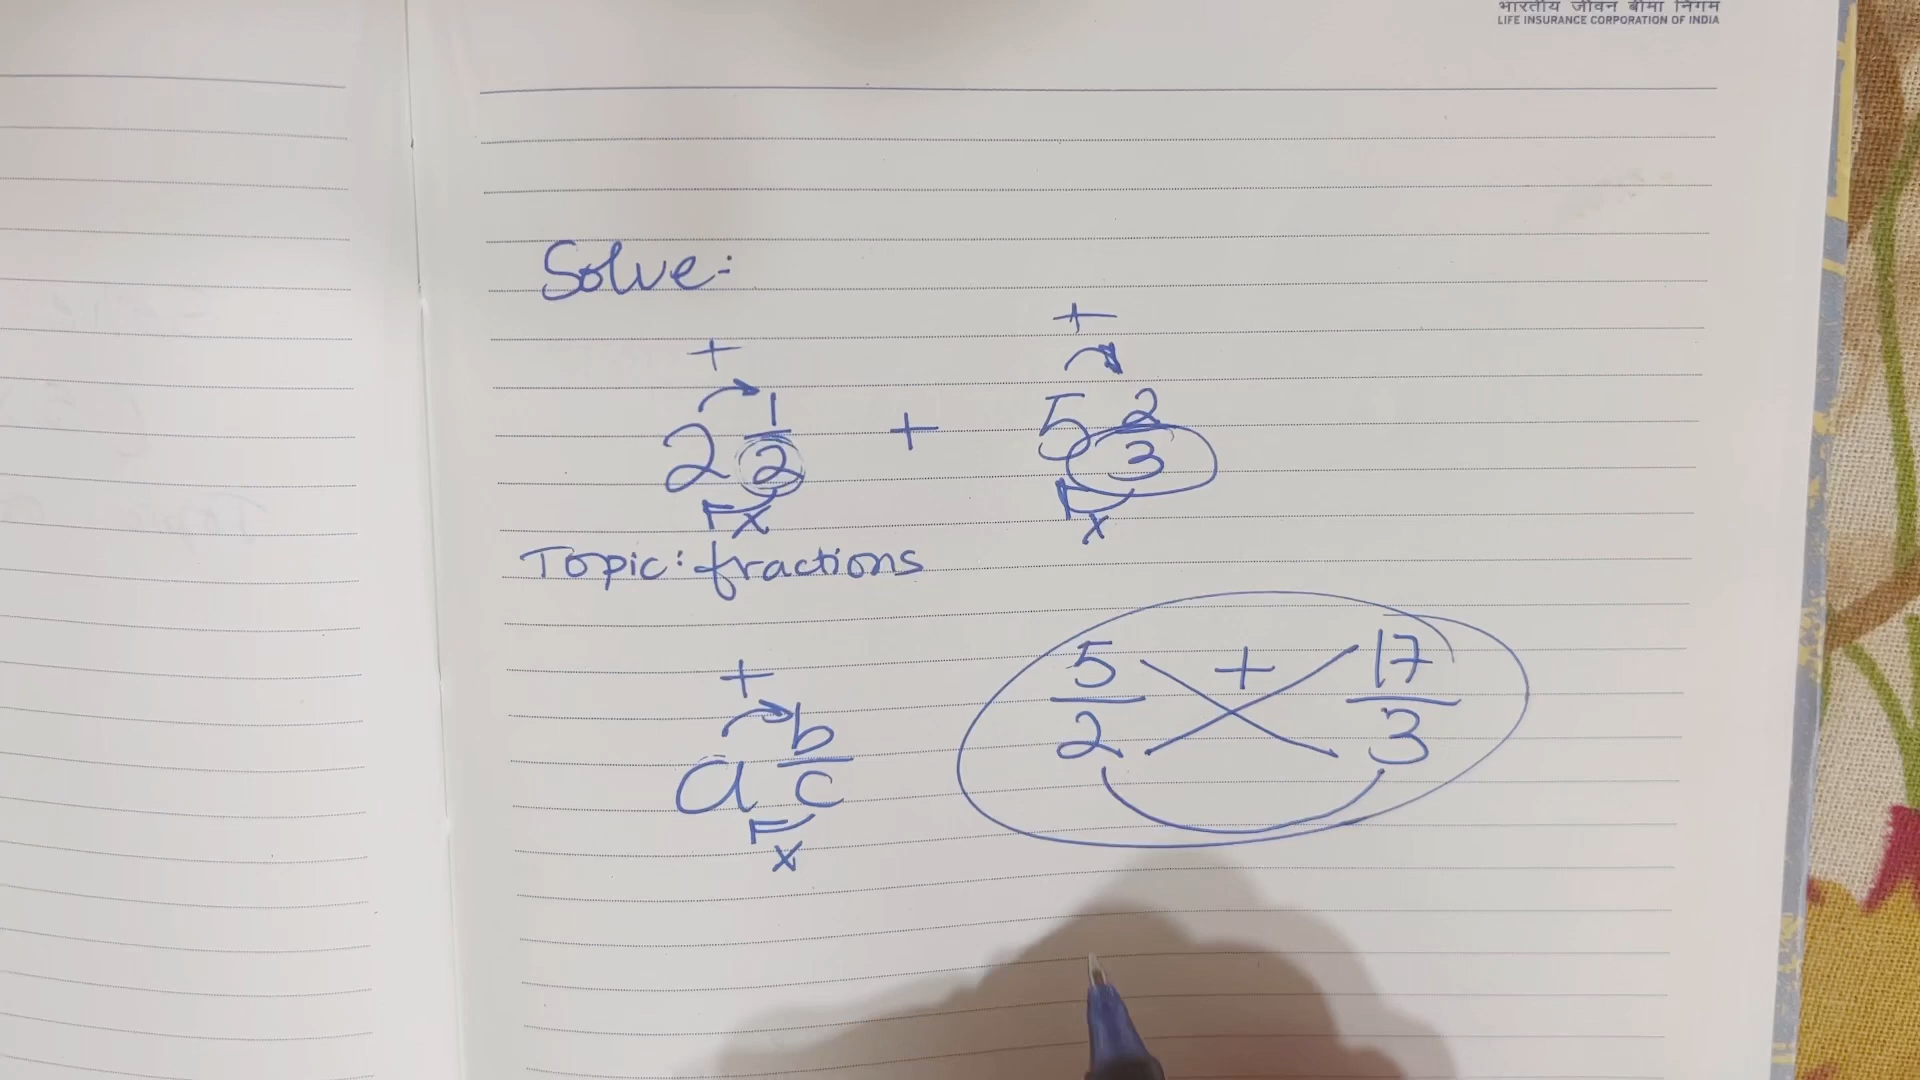 भारतीय जीवन बीमा निगम
LIFE INSURANCE CORPORATION OF INDIA
Solve:
+ +
2 1/2 + 5 2/3
x x
Topic: fractions
+
a b/c
x
5/2 + 17/3